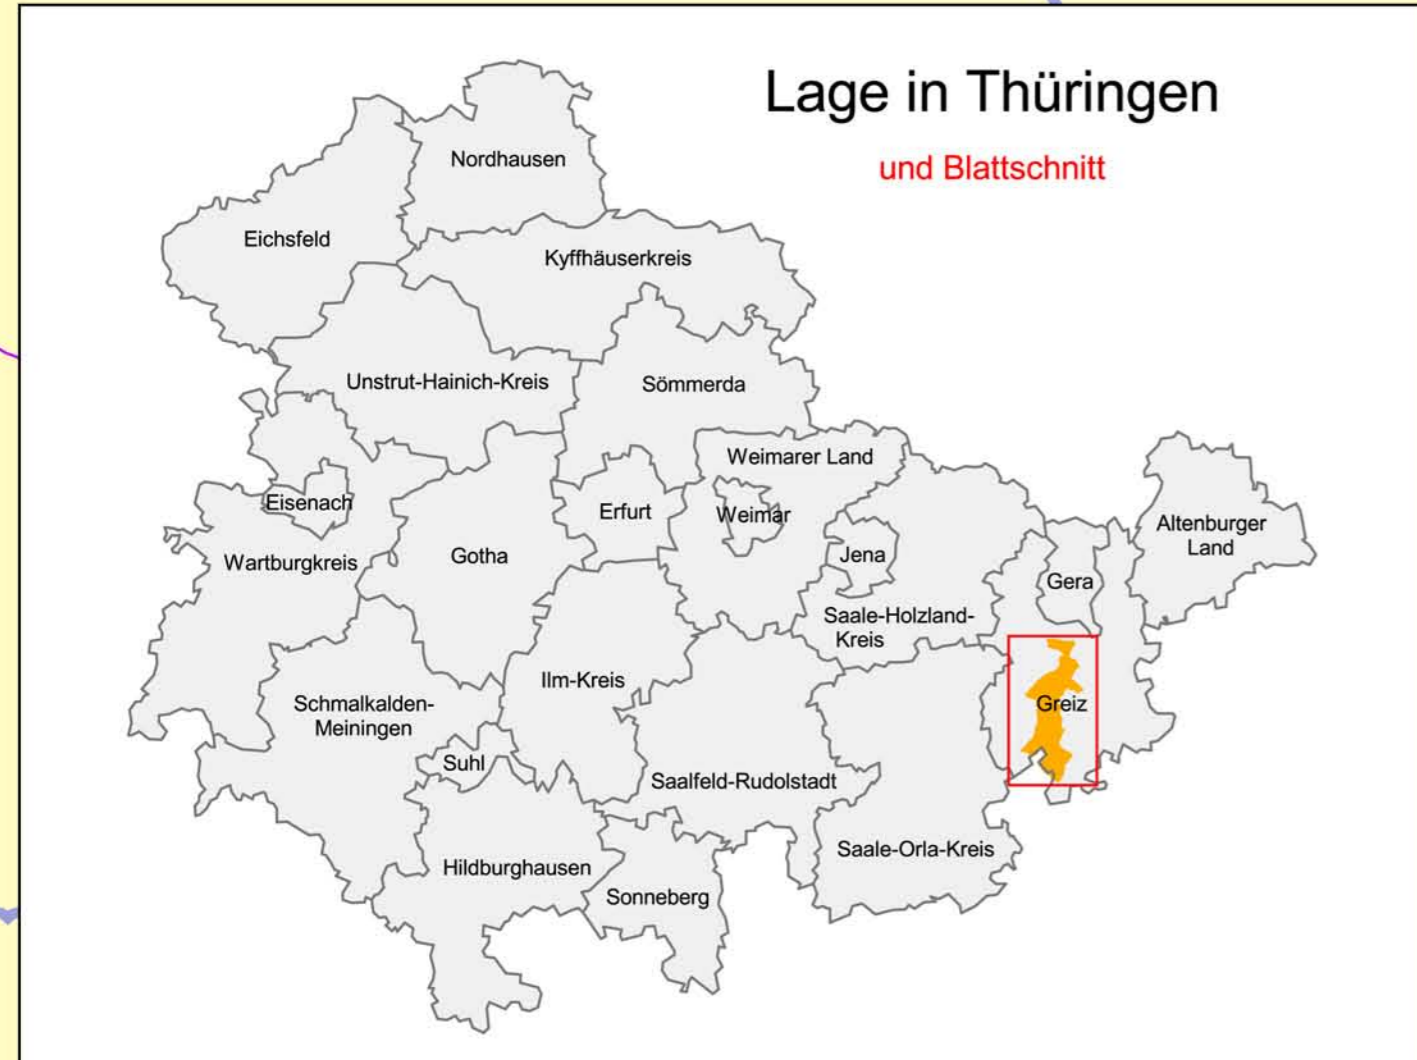 Lage in Thüringen
und Blattschnitt
Nordhausen
Eichsfeld
Kyffhäuserkreis
Unstrut-Hainich-Kreis
Sömmerda
Weimarer Land
Eisenach
Erfurt
Weimar
Altenburger
Land
Wartburgkreis
Gotha
Jena
Gera
Saale-Holzland-
Kreis
Ilm-Kreis
Schmalkalden-
Meiningen
Greiz
Suhl
Saalfeld-Rudolstadt
Saale-Orla-Kreis
Hildburghausen
Sonneberg